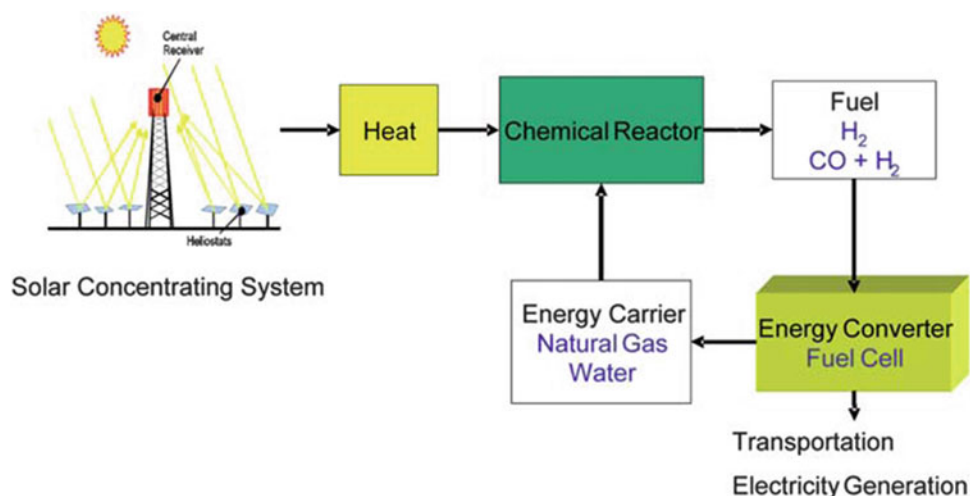 Central
Receiver
Heliostats
Solar Concentrating System
Heat
Chemical Reactor
Fuel
H₂
CO + H₂
Energy Carrier
Natural Gas
Water
Energy Converter
Fuel Cell
Transportation
Electricity Generation